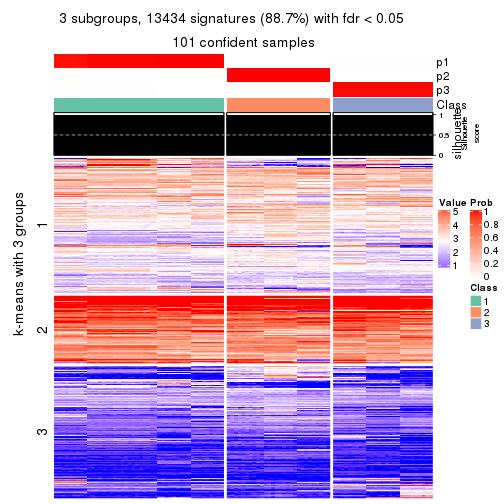 3 subgroups, 13434 signatures (88.7%) with fdr < 0.05
101 confident samples
p1
p2
p3
Class
silhouette
Silhouette
score
1
0.5
0
k-means with 3 groups
1
2
3
Value
5
4
3
2
1
Prob
1
0.8
0.6
0.4
0.2
0
Class
1
2
3